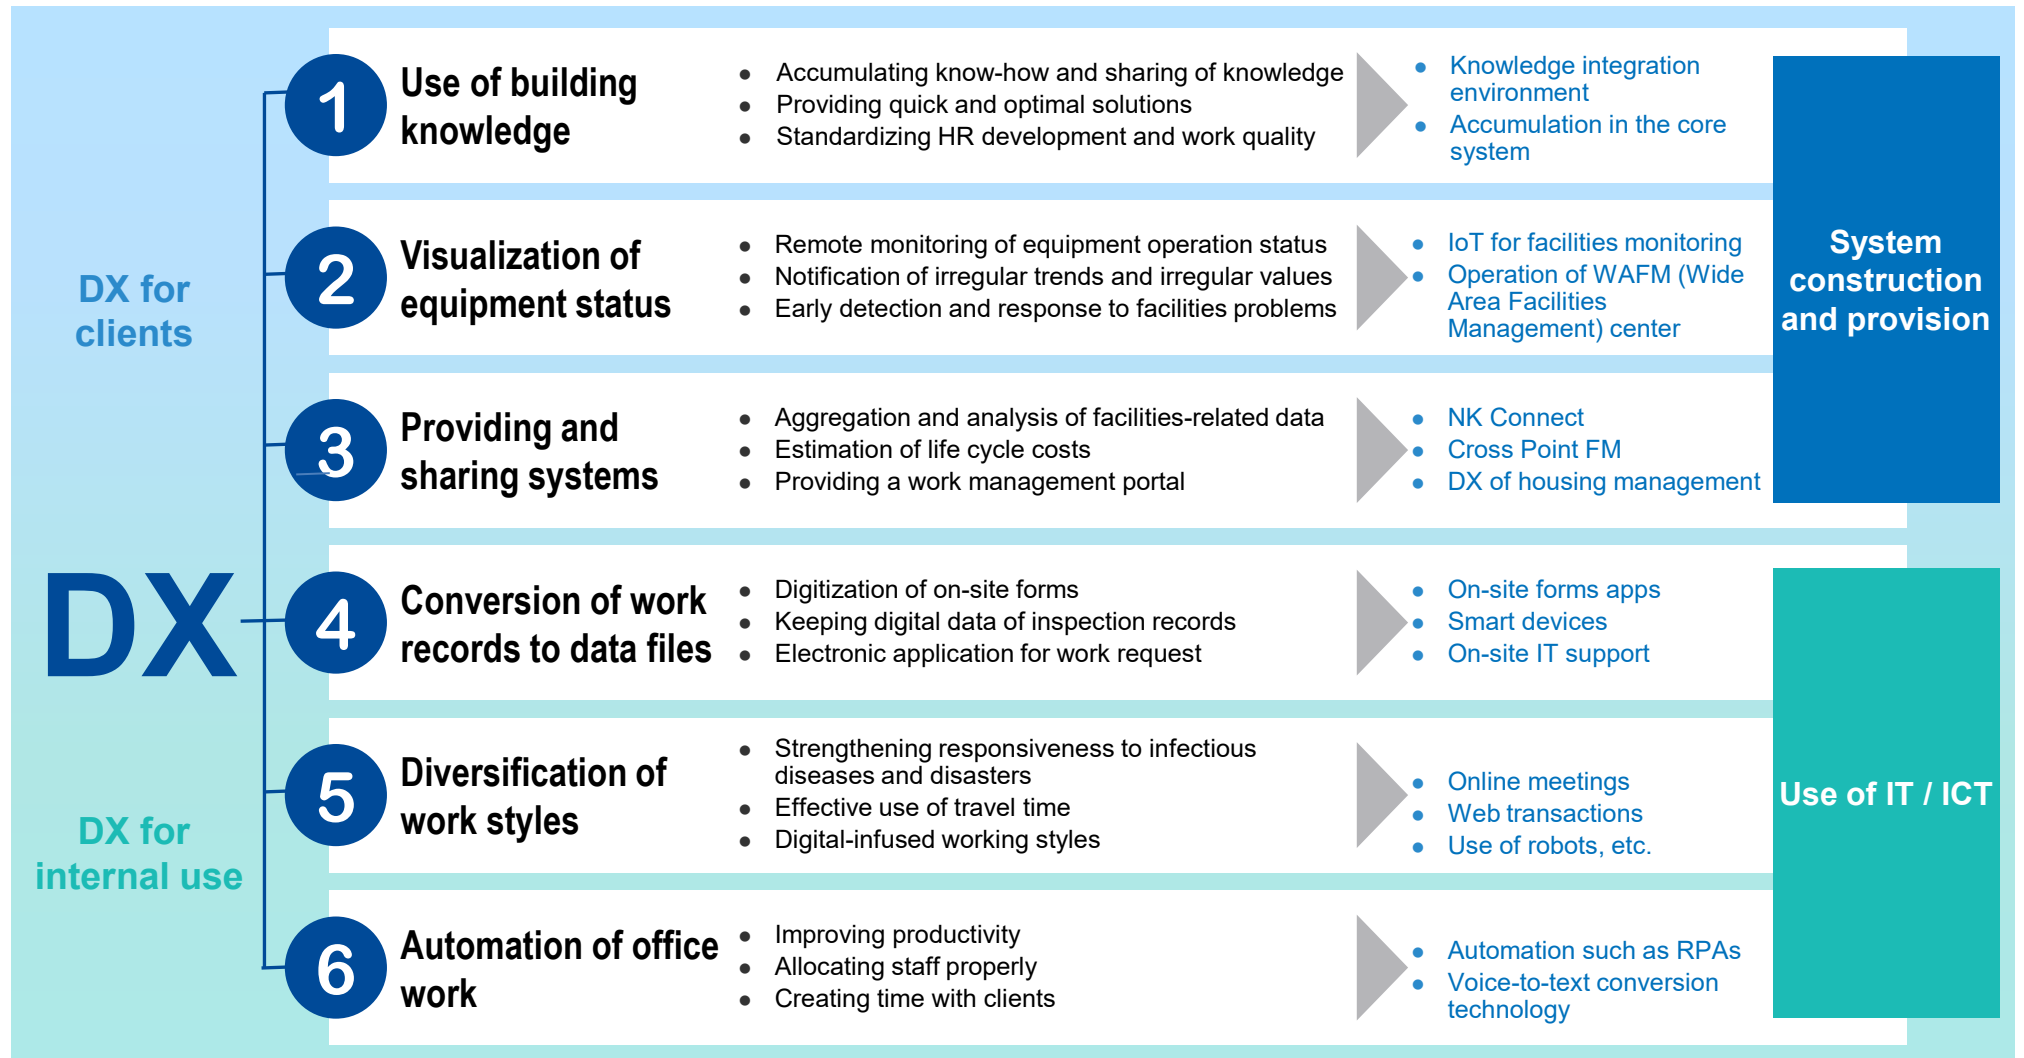 DX
DX for
clients
DX for
internal use
1
Use of building
knowledge
● Accumulating know-how and sharing of knowledge
● Providing quick and optimal solutions
● Standardizing HR development and work quality
● Knowledge integration
environment
● Accumulation in the core
system
2
Visualization of
equipment status
● Remote monitoring of equipment operation status
● Notification of irregular trends and irregular values
● Early detection and response to facilities problems
● IoT for facilities monitoring
● Operation of WAFM (Wide
Area Facilities
Management) center
3
Providing and
sharing systems
● Aggregation and analysis of facilities-related data
● Estimation of life cycle costs
● Providing a work management portal
● NK Connect
● Cross Point FM
● DX of housing management
System
construction
and provision
4
Conversion of work
records to data files
● Digitization of on-site forms
● Keeping digital data of inspection records
● Electronic application for work request
● On-site forms apps
● Smart devices
● On-site IT support
5
Diversification of
work styles
● Strengthening responsiveness to infectious
diseases and disasters
● Effective use of travel time
● Digital-infused working styles
● Online meetings
● Web transactions
● Use of robots, etc.
6
Automation of office
work
● Improving productivity
● Allocating staff properly
● Creating time with clients
● Automation such as RPAs
● Voice-to-text conversion
technology
Use of IT / ICT